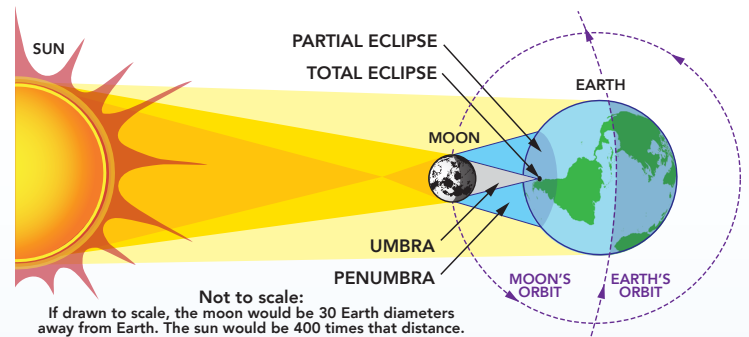 SUN
PARTIAL ECLIPSE
TOTAL ECLIPSE
EARTH
MOON
UMBRA
PENUMBRA
MOON'S
ORBIT
EARTH'S
ORBIT
Not to scale:
If drawn to scale, the moon would be 30 Earth diameters
away from Earth. The sun would be 400 times that distance.